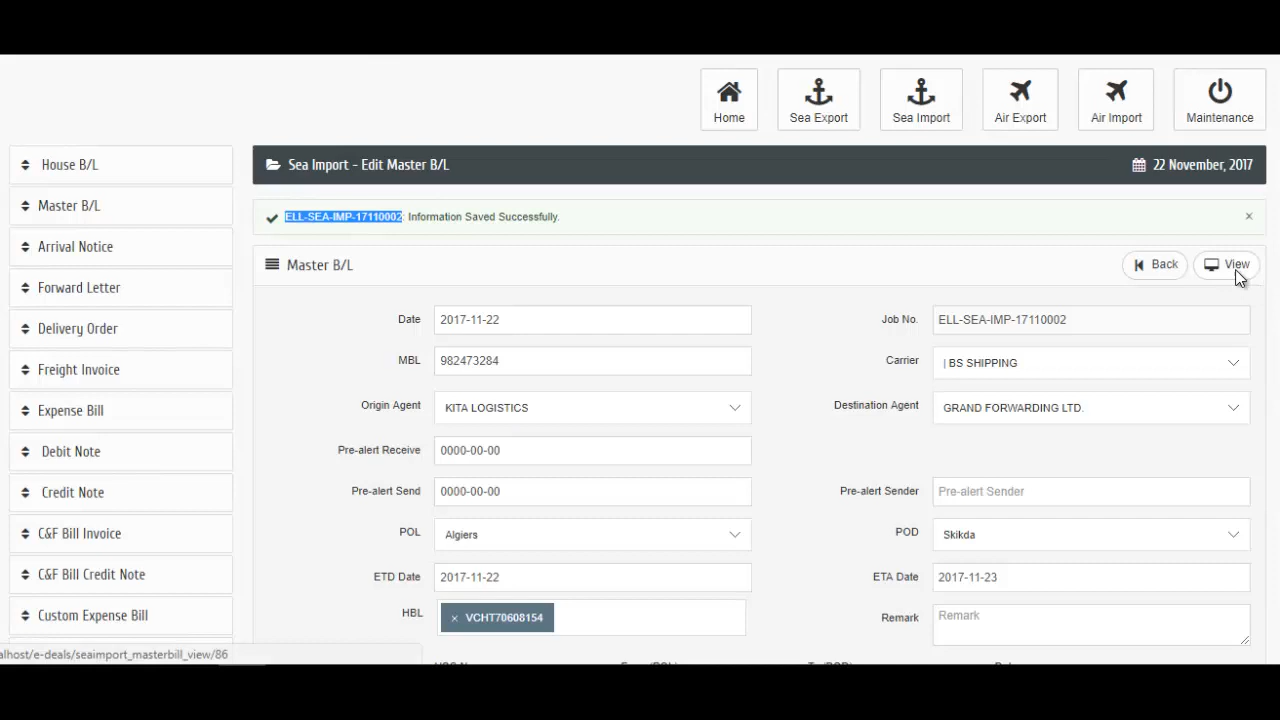 Home
Sea Export
Sea Import
Air Export
Air Import
Maintenance
House B/L
Master B/L
Arrival Notice
Forward Letter
Delivery Order
Freight Invoice
Expense Bill
Debit Note
Credit Note
C&F Bill Invoice
C&F Bill Credit Note
Custom Expense Bill
Sea Import - Edit Master B/L
22 November, 2017
ELL-SEA-IMP-17110002: Information Saved Successfully.
×
Master B/L
Back
View
Date 2017-11-22
Job No. ELL-SEA-IMP-17110002
MBL 982473284
Carrier | BS SHIPPING
Origin Agent KITA LOGISTICS
Destination Agent GRAND FORWARDING LTD.
Pre-alert Receive 0000-00-00
Pre-alert Send 0000-00-00
Pre-alert Sender Pre-alert Sender
POL Algiers
POD Skikda
ETD Date 2017-11-22
ETA Date 2017-11-23
HBL × VCHT70608154
Remark Remark
alhost/e-deals/seaimport_masterbill_view/86